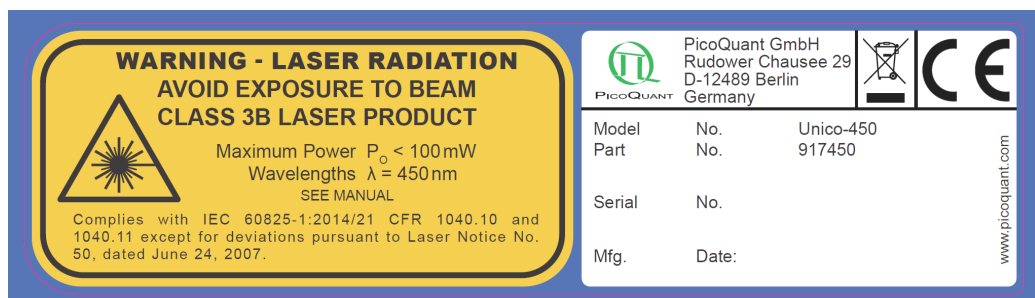 WARNING - LASER RADIATION
AVOID EXPOSURE TO BEAM
CLASS 3B LASER PRODUCT
Maximum Power Po < 100 mW
Wavelengths λ = 450 nm
SEE MANUAL
Complies with IEC 60825-1:2014/21 CFR 1040.10 and
1040.11 except for deviations pursuant to Laser Notice No.
50, dated June 24, 2007.
PICOQUANT
PicoQuant GmbH
Rudower Chausee 29
D-12489 Berlin
Germany
CE
Model No. Unico-450
Part No. 917450
Serial No.
Mfg. Date:
www.picoquant.com